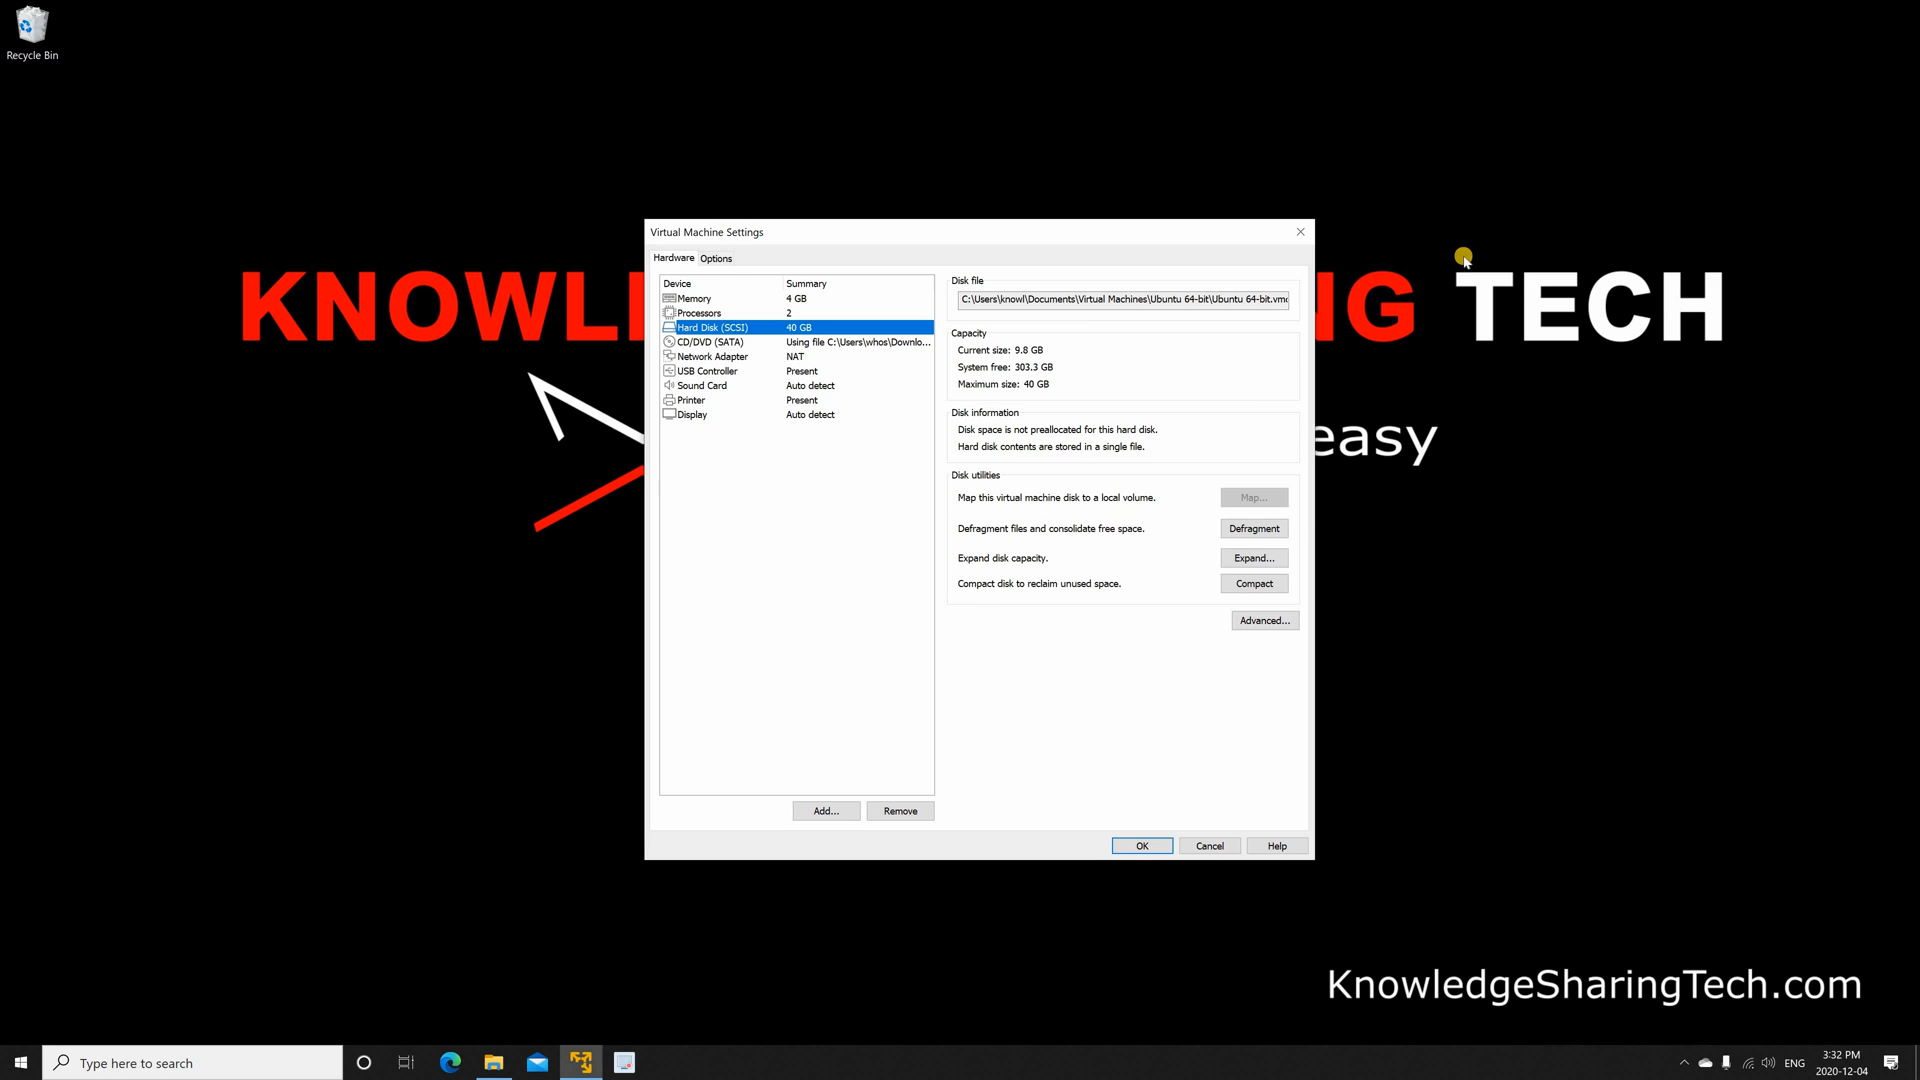 Recycle Bin
Virtual Machine Settings
Hardware Options
Device Summary
Memory 4 GB
Processors 2
Hard Disk (SCSI) 40 GB
CD/DVD (SATA) Using file C:\Users\whos\Downlo...
Network Adapter NAT
USB Controller Present
Sound Card Auto detect
Printer Present
Display Auto detect
Add... Remove
Disk file
C:\Users\knowl\Documents\Virtual Machines\Ubuntu 64-bit\Ubuntu 64-bit.vmd
Capacity
Current size: 9.8 GB
System free: 303.3 GB
Maximum size: 40 GB
Disk information
Disk space is not preallocated for this hard disk.
Hard disk contents are stored in a single file.
Disk utilities
Map this virtual machine disk to a local volume. Map...
Defragment files and consolidate free space. Defragment
Expand disk capacity. Expand...
Compact disk to reclaim unused space. Compact
Advanced...
OK Cancel Help
KNOWL NG TECH
easy
KnowledgeSharingTech.com
Type here to search
ENG
3:32 PM
2020-12-04